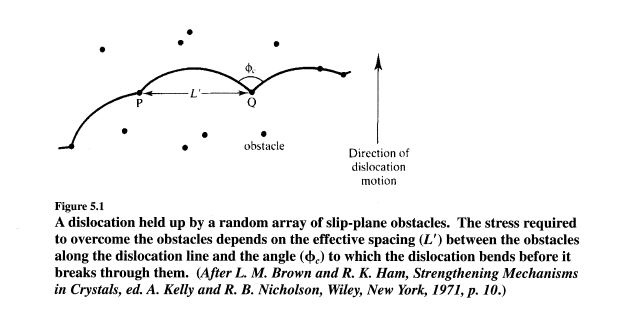 ϕc
L'
P
Q
obstacle
Direction of
dislocation
motion
Figure 5.1
A dislocation held up by a random array of slip-plane obstacles. The stress required
to overcome the obstacles depends on the effective spacing (L') between the obstacles
along the dislocation line and the angle (ϕc) to which the dislocation bends before it
breaks through them. (After L. M. Brown and R. K. Ham, Strengthening Mechanisms
in Crystals, ed. A. Kelly and R. B. Nicholson, Wiley, New York, 1971, p. 10.)